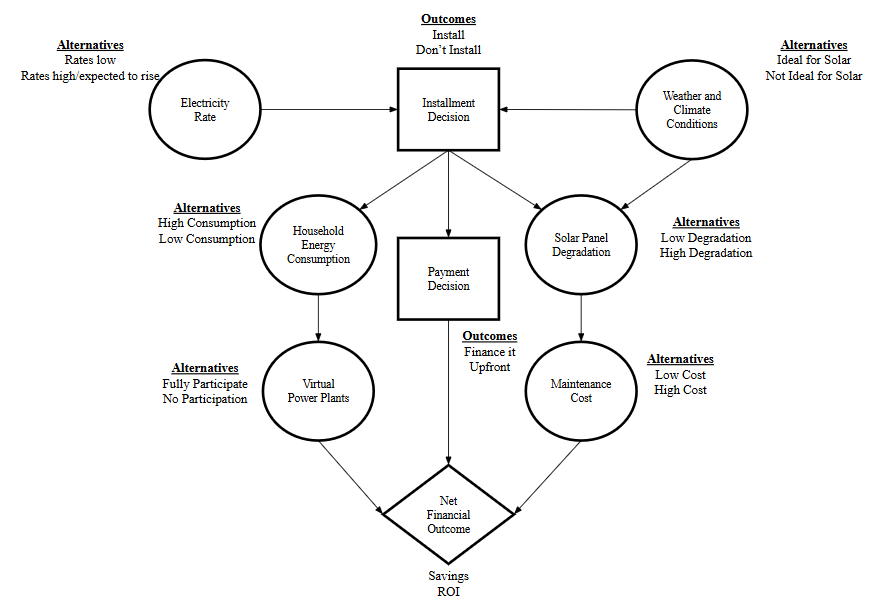 Outcomes
Install
Don't Install
Alternatives
Rates low
Rates high/expected to rise
Alternatives
Ideal for Solar
Not Ideal for Solar
Electricity
Rate
Installment
Decision
Weather and
Climate
Conditions
Alternatives
High Consumption
Low Consumption
Household
Energy
Consumption
Payment
Decision
Solar Panel
Degradation
Alternatives
Low Degradation
High Degradation
Outcomes
Finance it
Upfront
Alternatives
Fully Participate
No Participation
Virtual
Power Plants
Maintenance
Cost
Alternatives
Low Cost
High Cost
Net
Financial
Outcome
Savings
ROI